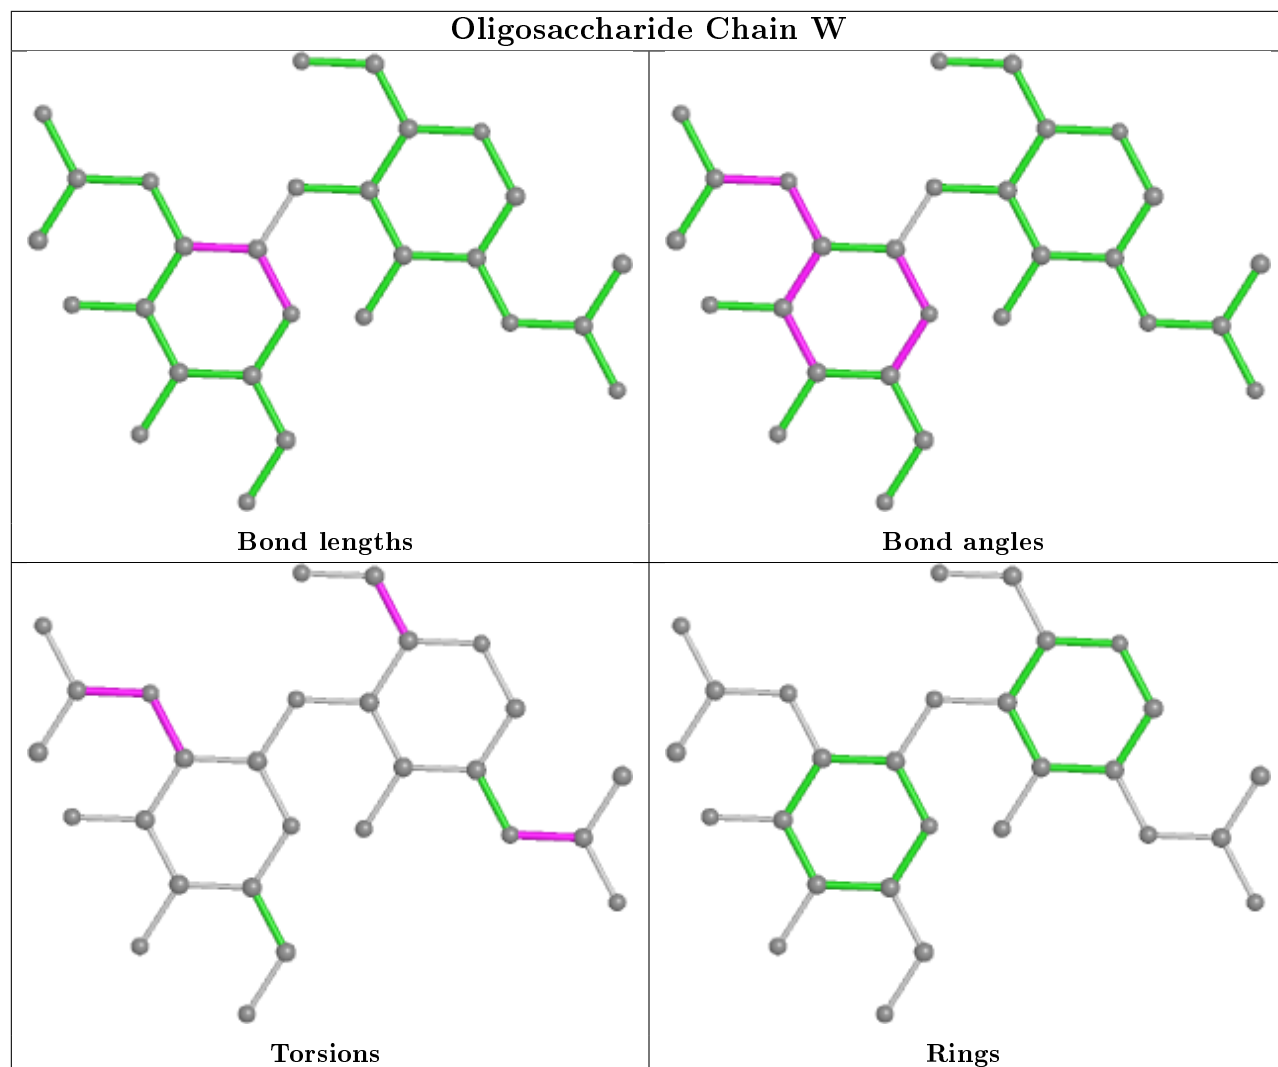 Oligosaccharide Chain W
Bond lengths
Bond angles
Torsions
Rings